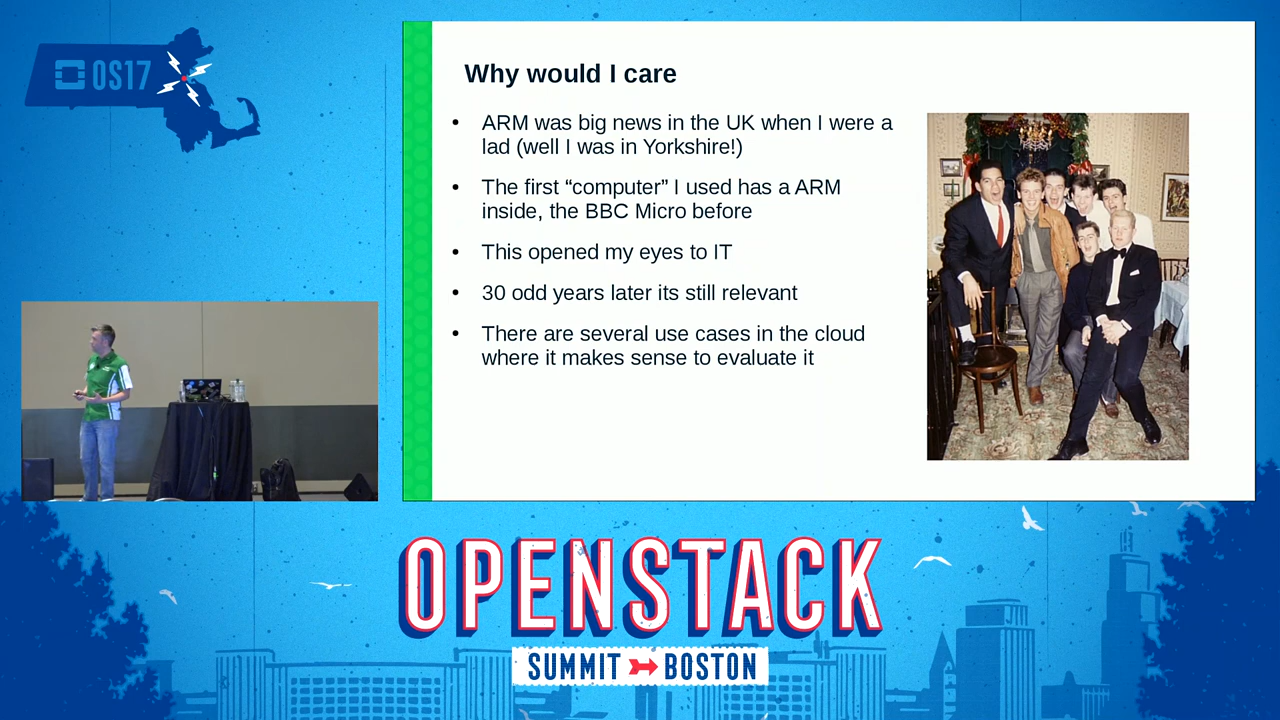 OS17
Why would I care
• ARM was big news in the UK when I were a
lad (well I was in Yorkshire!)
• The first “computer” I used has a ARM
inside, the BBC Micro before
• This opened my eyes to IT
• 30 odd years later its still relevant
• There are several use cases in the cloud
where it makes sense to evaluate it
OPENSTACK
SUMMIT BOSTON